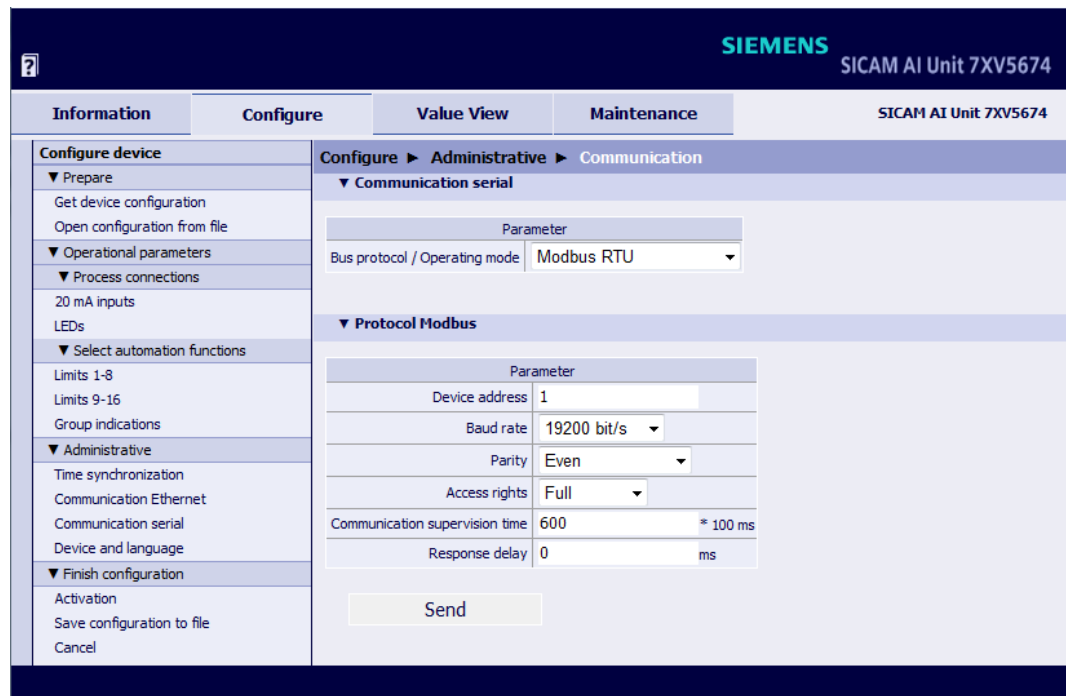 ?
SIEMENS
SICAM AI Unit 7XV5674
Information
Configure
Value View
Maintenance
SICAM AI Unit 7XV5674
Configure device
▼ Prepare
Get device configuration
Open configuration from file
▼ Operational parameters
▼ Process connections
20 mA inputs
LEDs
▼ Select automation functions
Limits 1-8
Limits 9-16
Group indications
▼ Administrative
Time synchronization
Communication Ethernet
Communication serial
Device and language
▼ Finish configuration
Activation
Save configuration to file
Cancel
Configure ► Administrative ► Communication
▼ Communication serial
Parameter
Bus protocol / Operating mode Modbus RTU
▼ Protocol Modbus
Parameter
Device address 1
Baud rate 19200 bit/s
Parity Even
Access rights Full
Communication supervision time 600 * 100 ms
Response delay 0 ms
Send